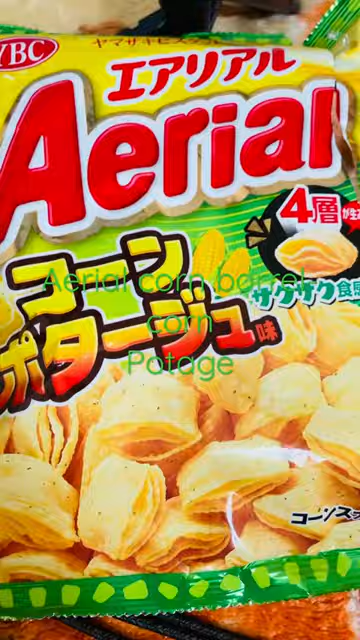 YBC
ヤマザキビスケ
エアリアル
Aerial
4層が生
サクサク食感
コーン
ポタージュ味
Aerial corn barrel
corn
Potage
コーンス